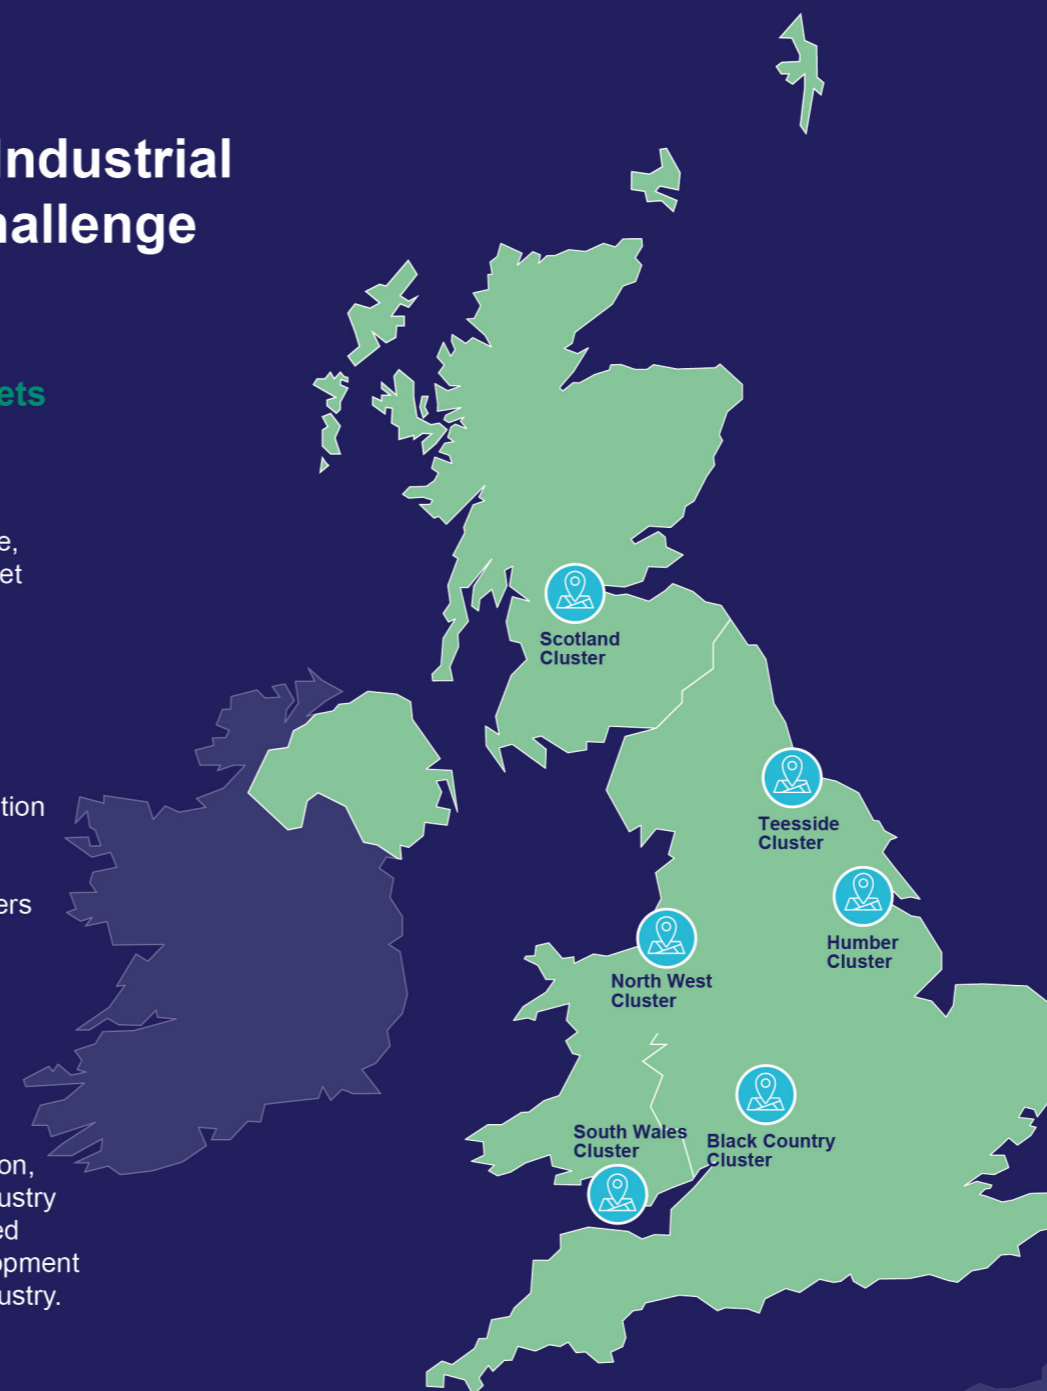 Industrial
hallenge
ets
e,
et
tion
ers
on,
ustry
ed
opment
ustry.
Scotland
Cluster
Teesside
Cluster
Humber
Cluster
North West
Cluster
South Wales
Cluster
Black Country
Cluster